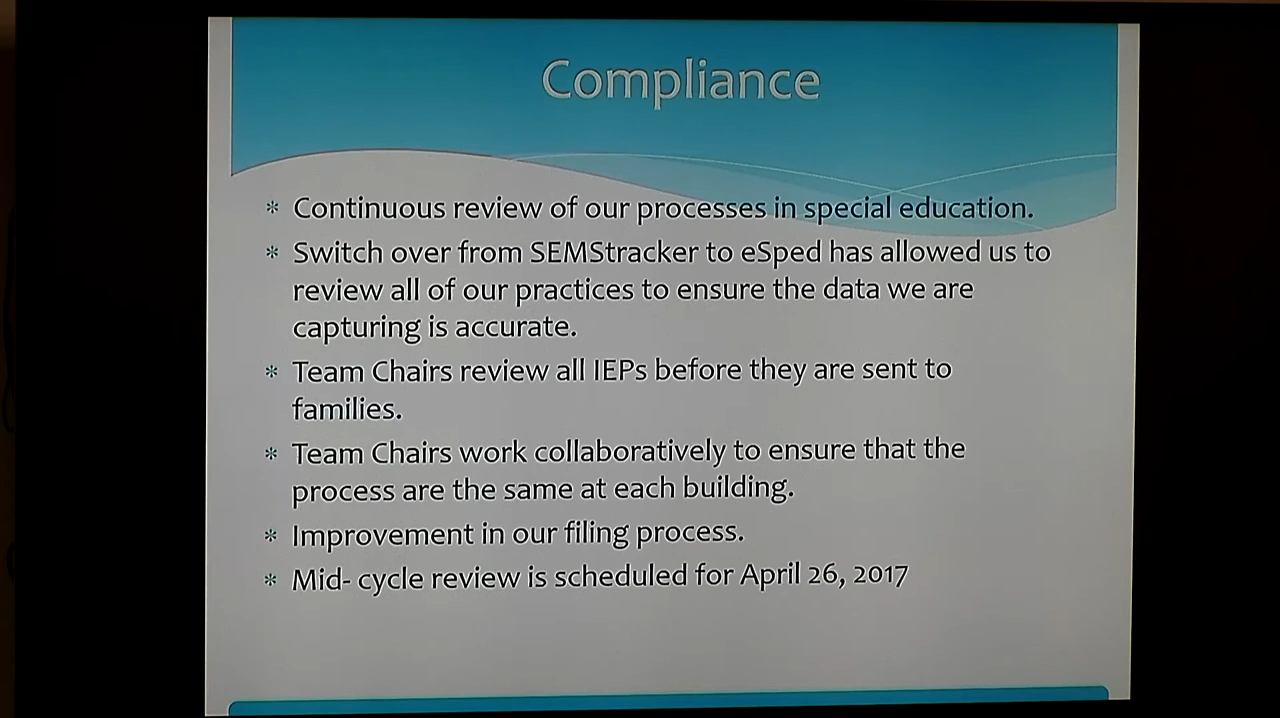 Compliance
* Continuous review of our processes in special education.
* Switch over from SEMStracker to eSped has allowed us to
review all of our practices to ensure the data we are
capturing is accurate.
* Team Chairs review all IEPs before they are sent to
families.
* Team Chairs work collaboratively to ensure that the
process are the same at each building.
* Improvement in our filing process.
* Mid- cycle review is scheduled for April 26, 2017